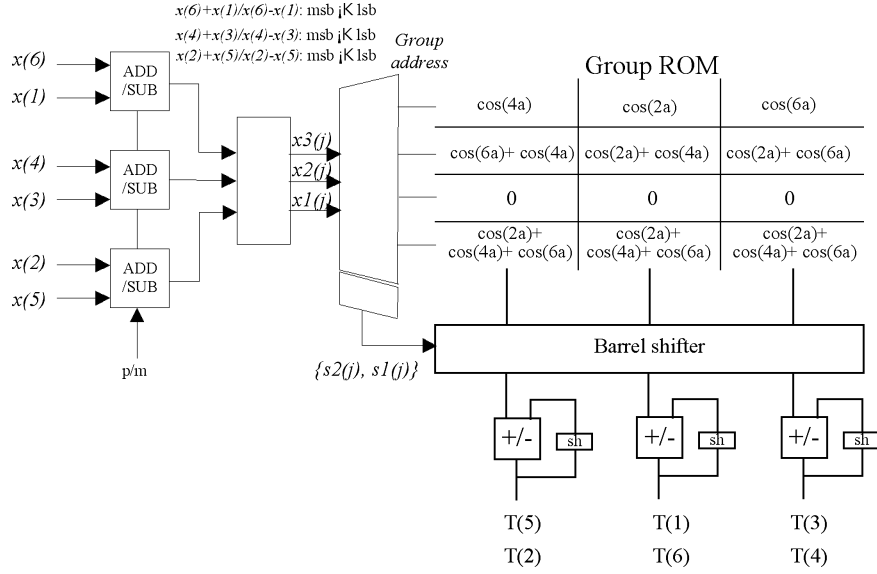 x(6)+x(1)/x(6)-x(1): msb ¡K lsb
x(4)+x(3)/x(4)-x(3): msb ¡K lsb
x(2)+x(5)/x(2)-x(5): msb ¡K lsb
Group
address
Group ROM
x(6)
x(1)
ADD
/SUB
x(4)
x(3)
ADD
/SUB
x(2)
x(5)
ADD
/SUB
p/m
x3(j)
x2(j)
x1(j)
cos(4a) cos(2a) cos(6a)
cos(6a)+ cos(4a) cos(2a)+ cos(4a) cos(2a)+ cos(6a)
0 0 0
cos(2a)+ cos(2a)+ cos(2a)+
cos(4a)+ cos(6a) cos(4a)+ cos(6a) cos(4a)+ cos(6a)
{s2(j), s1(j)}
Barrel shifter
+/- sh +/- sh +/- sh
T(5) T(1) T(3)
T(2) T(6) T(4)